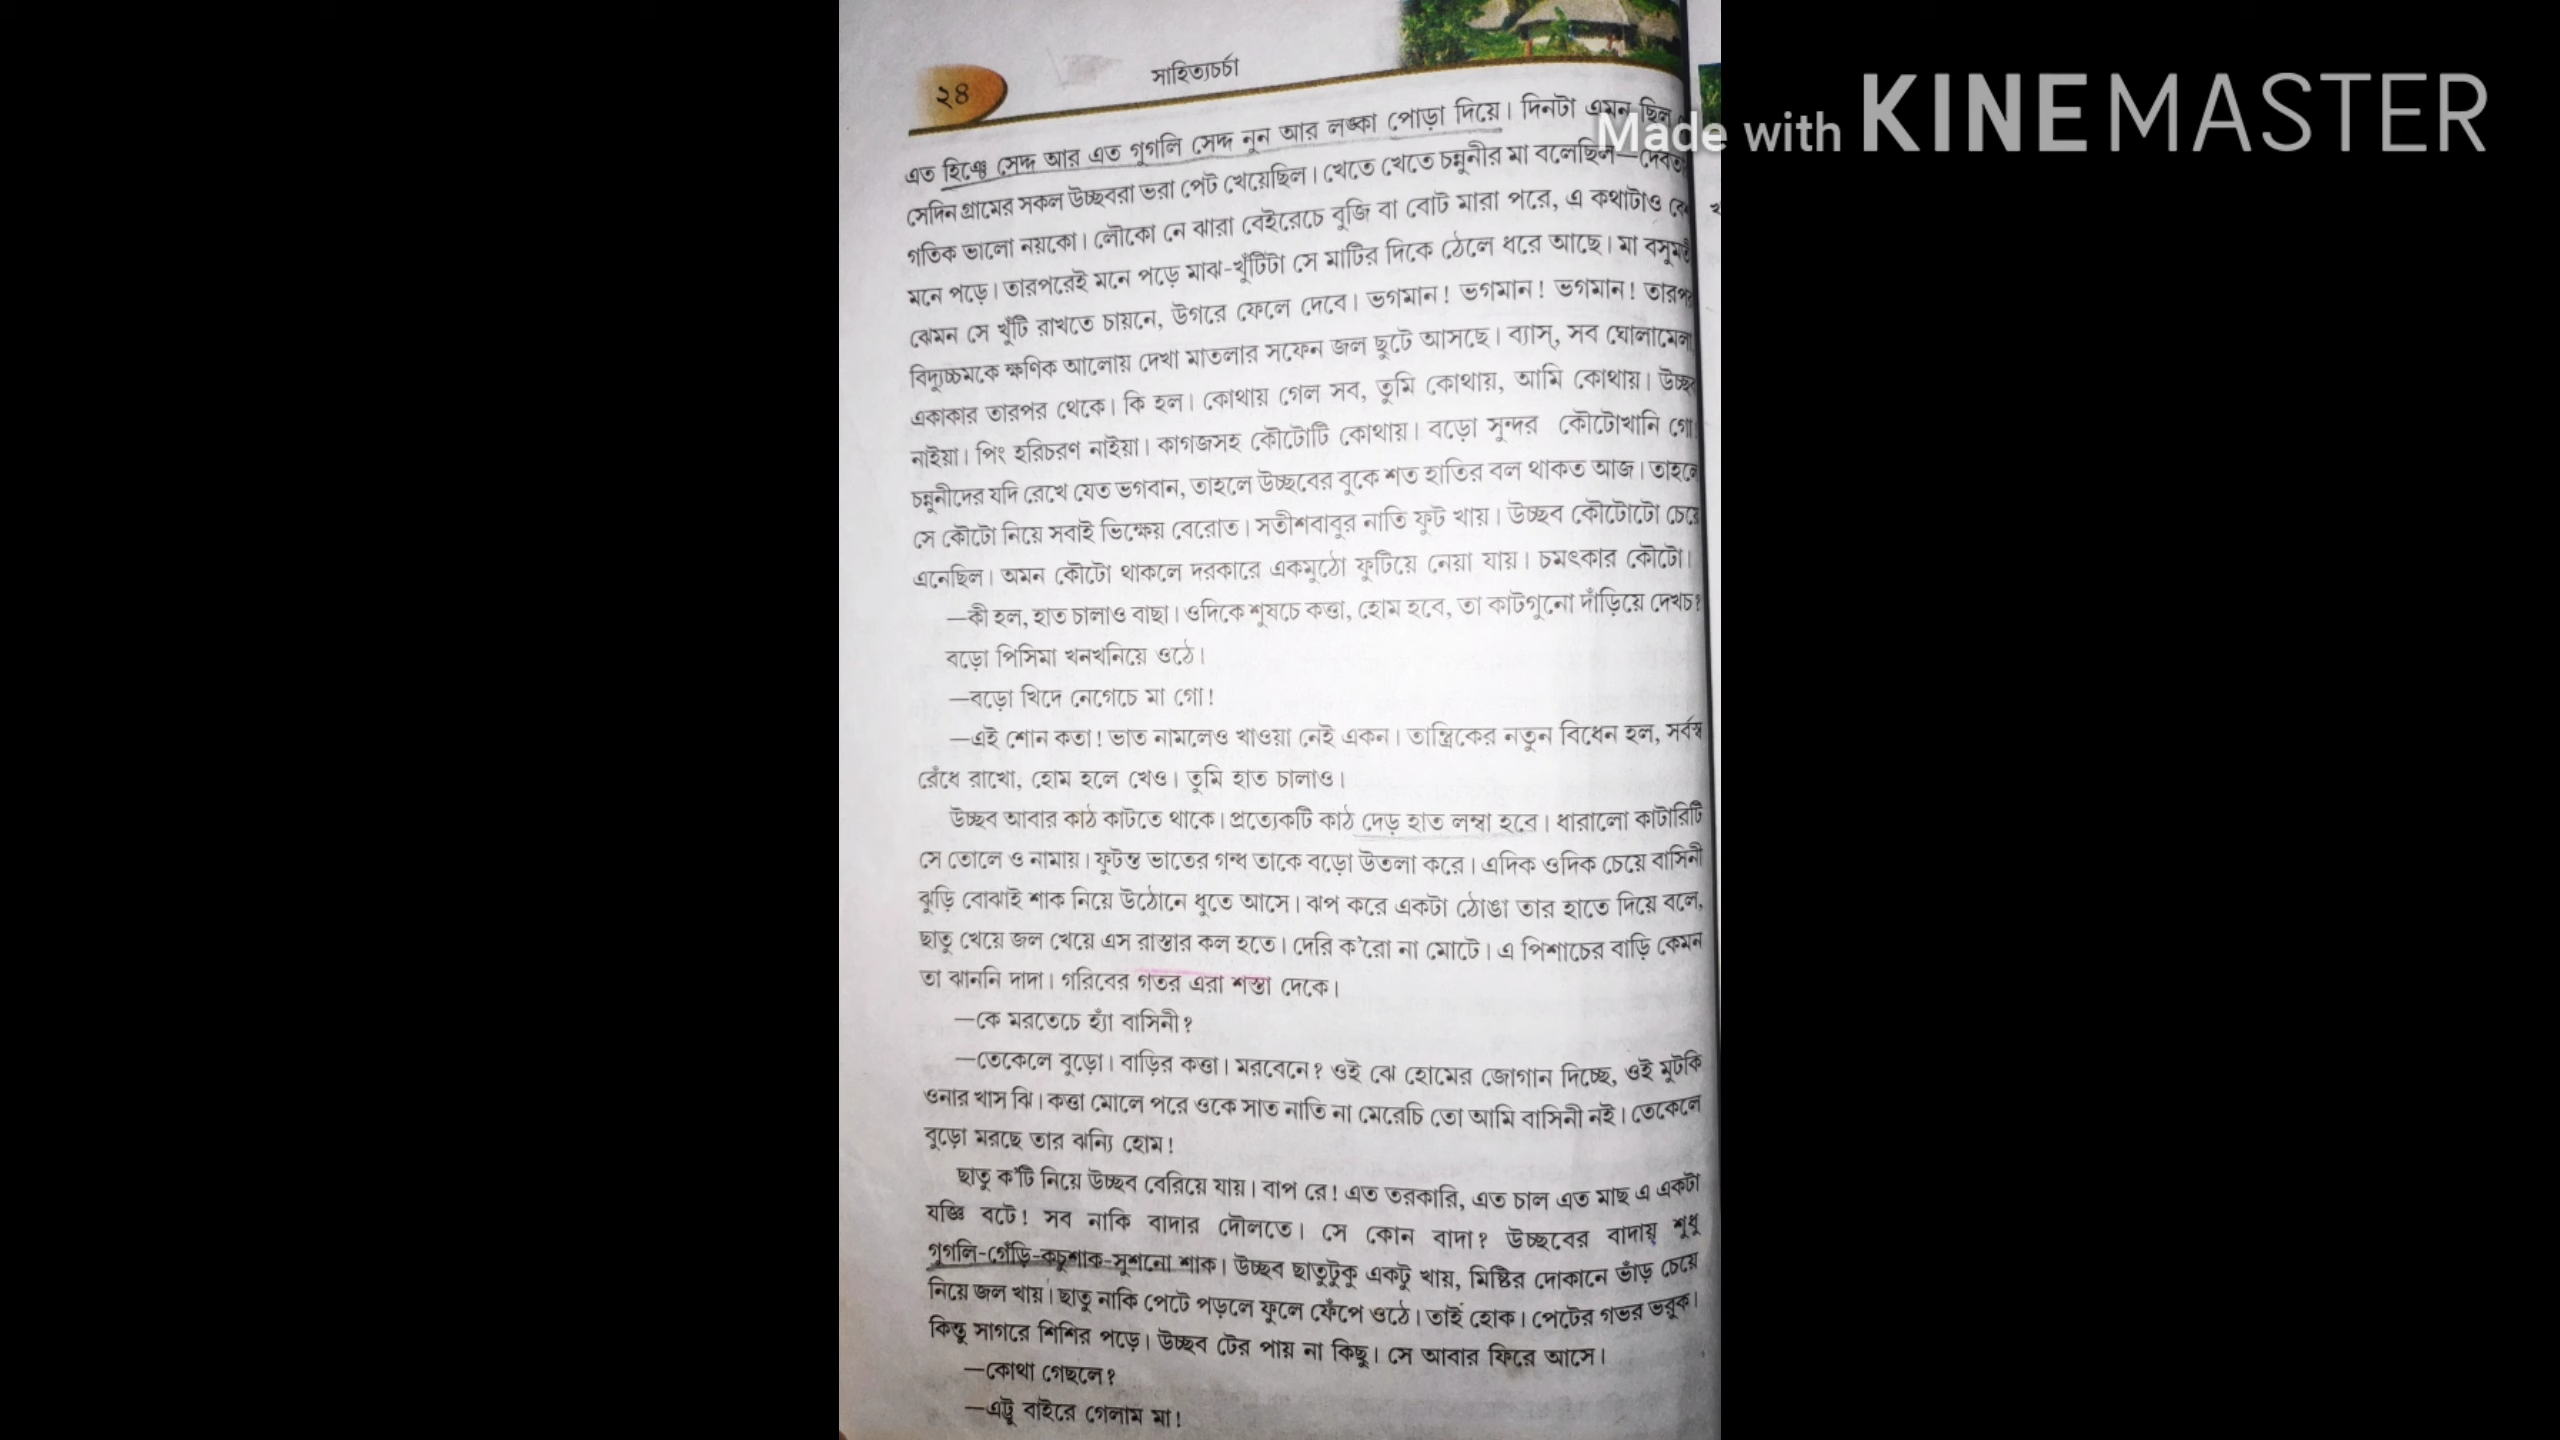 Made with KINEMASTER
২৪
সাহিত্যচর্চা
এত হিঞ্চে সেদ্দ আর এত গুগলি সেদ্দ নুন আর লঙ্কা পোড়া দিয়ে। দিনটা এমন ছিল
সেদিন গ্রামের সকল উচ্ছবরা ভরা পেট খেয়েছিল। খেতে খেতে চন্নুনীর মা বলেছিল—দেবতার
গতিক ভালো নয়কো। লৌকো নে ঝারা বেইরেচে বুজি বা বোট মারা পরে, এ কথাটাও
মনে পড়ে। তারপরেই মনে পড়ে মাঝ-খুঁটিটা সে মাটির দিকে ঠেলে ধরে আছে। মা বসুমতী
ঝেমন সে খুঁটি রাখতে চায়নে, উগরে ফেলে দেবে। ভগমান! ভগমান! ভগমান! তারপর
বিদ্যুচ্চমকে ক্ষণিক আলোয় দেখা মাতলার সফেন জল ছুটে আসছে। ব্যাস্, সব ঘোলামেলা
একাকার তারপর থেকে। কি হল। কোথায় গেল সব, তুমি কোথায়, আমি কোথায়। উচ্ছব
নাইয়া। পিং হরিচরণ নাইয়া। কাগজসহ কৌটোটি কোথায়। বড়ো সুন্দর কৌটোখানি গো
চন্নুনীদের যদি রেখে যেত ভগবান, তাহলে উচ্ছবের বুকে শত হাতির বল থাকত আজ। তাহলে
সে কৌটো নিয়ে সবাই ভিক্ষেয় বেরোত। সতীশবাবুর নাতি ফুট খায়। উচ্ছব কৌটোটো চেয়ে
এনেছিল। অমন কৌটো থাকলে দরকারে একমুঠো ফুটিয়ে নেয়া যায়। চমৎকার কৌটো।
—কী হল, হাত চালাও বাছা। ওদিকে শুষচে কত্তা, হোম হবে, তা কাটগুনো দাঁড়িয়ে দেখচ?
বড়ো পিসিমা খনখনিয়ে ওঠে।
—বড়ো খিদে নেগেচে মা গো!
—এই শোন কতা! ভাত নামলেও খাওয়া নেই একন। তান্ত্রিকের নতুন বিধেন হল, সর্বস্ব
রেঁধে রাখো, হোম হলে খেও। তুমি হাত চালাও।
উচ্ছব আবার কাঠ কাটতে থাকে। প্রত্যেকটি কাঠ দেড় হাত লম্বা হবে। ধারালো কাটারিটি
সে তোলে ও নামায়। ফুটন্ত ভাতের গন্ধ তাকে বড়ো উতলা করে। এদিক ওদিক চেয়ে বাসিনী
ঝুড়ি বোঝাই শাক নিয়ে উঠোনে ধুতে আসে। ঝপ করে একটা ঠোঙা তার হাতে দিয়ে বলে,
ছাতু খেয়ে জল খেয়ে এস রাস্তার কল হতে। দেরি ক'রো না মোটে। এ পিশাচের বাড়ি কেমন
তা ঝাননি দাদা। গরিবের গতর এরা শস্তা দেকে।
—কে মরতেচে হ্যাঁ বাসিনী?
—তেকেলে বুড়ো। বাড়ির কত্তা। মরবেনে? ওই ঝে হোমের জোগান দিচ্ছে, ওই মুটকি
ওনার খাস ঝি। কত্তা মোলে পরে ওকে সাত নাতি না মেরেচি তো আমি বাসিনী নই। তেকেলে
বুড়ো মরছে তার ঝন্যি হোম!
ছাতু ক'টি নিয়ে উচ্ছব বেরিয়ে যায়। বাপ রে! এত তরকারি, এত চাল এত মাছ এ একটা
যজ্ঞি বটে! সব নাকি বাদার দৌলতে। সে কোন বাদা? উচ্ছবের বাদায় শুধু
গুগলি-গেঁড়ি-কচুশাক-সুশনো শাক। উচ্ছব ছাতুটুকু একটু খায়, মিষ্টির দোকানে ভাঁড় চেয়ে
নিয়ে জল খায়। ছাতু নাকি পেটে পড়লে ফুলে ফেঁপে ওঠে। তাই হোক। পেটের গভর ভরুক।
কিন্তু সাগরে শিশির পড়ে। উচ্ছব টের পায় না কিছু। সে আবার ফিরে আসে।
—কোথা গেছলে?
—এট্টু বাইরে গেলাম মা!